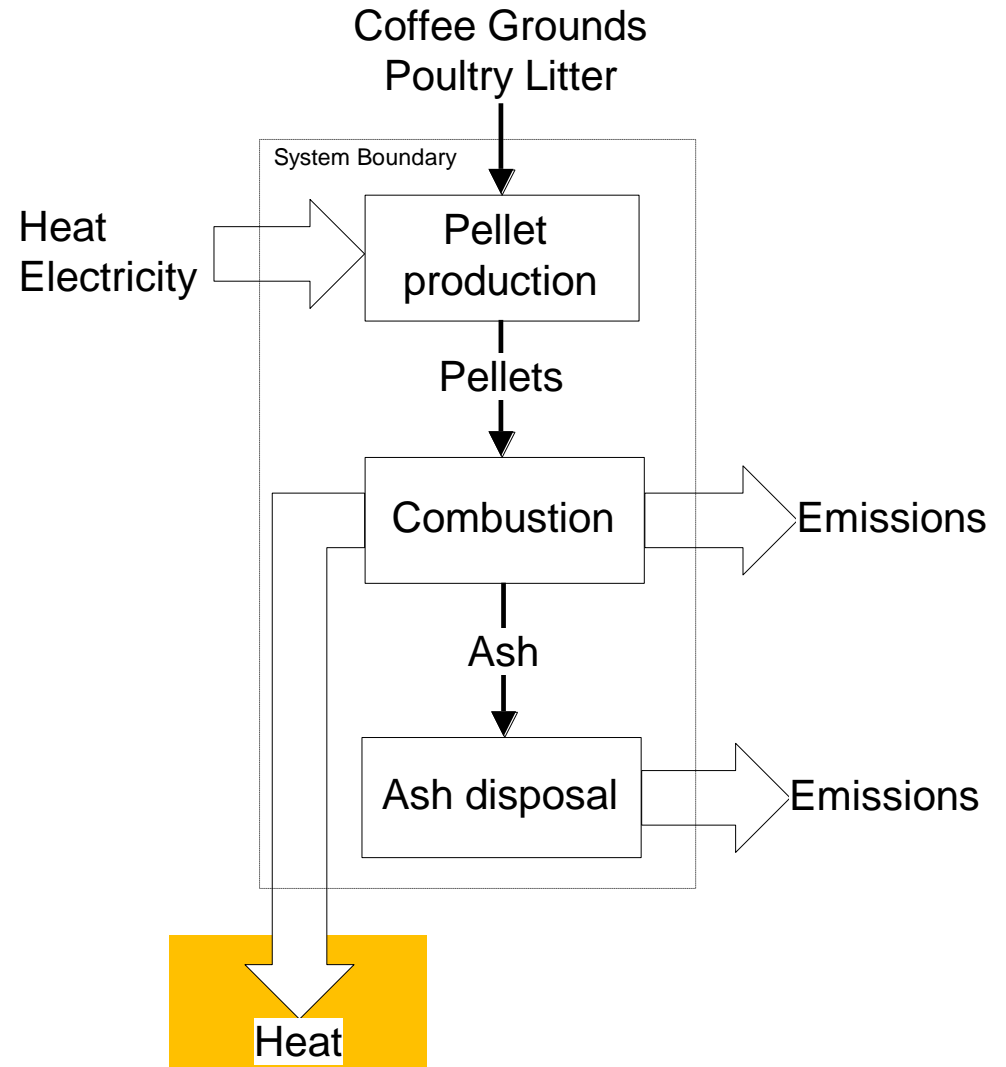 Coffee Grounds
Poultry Litter
System Boundary
Heat
Electricity
Pellet
production
Pellets
Combustion
Emissions
Ash
Ash disposal
Emissions
Heat